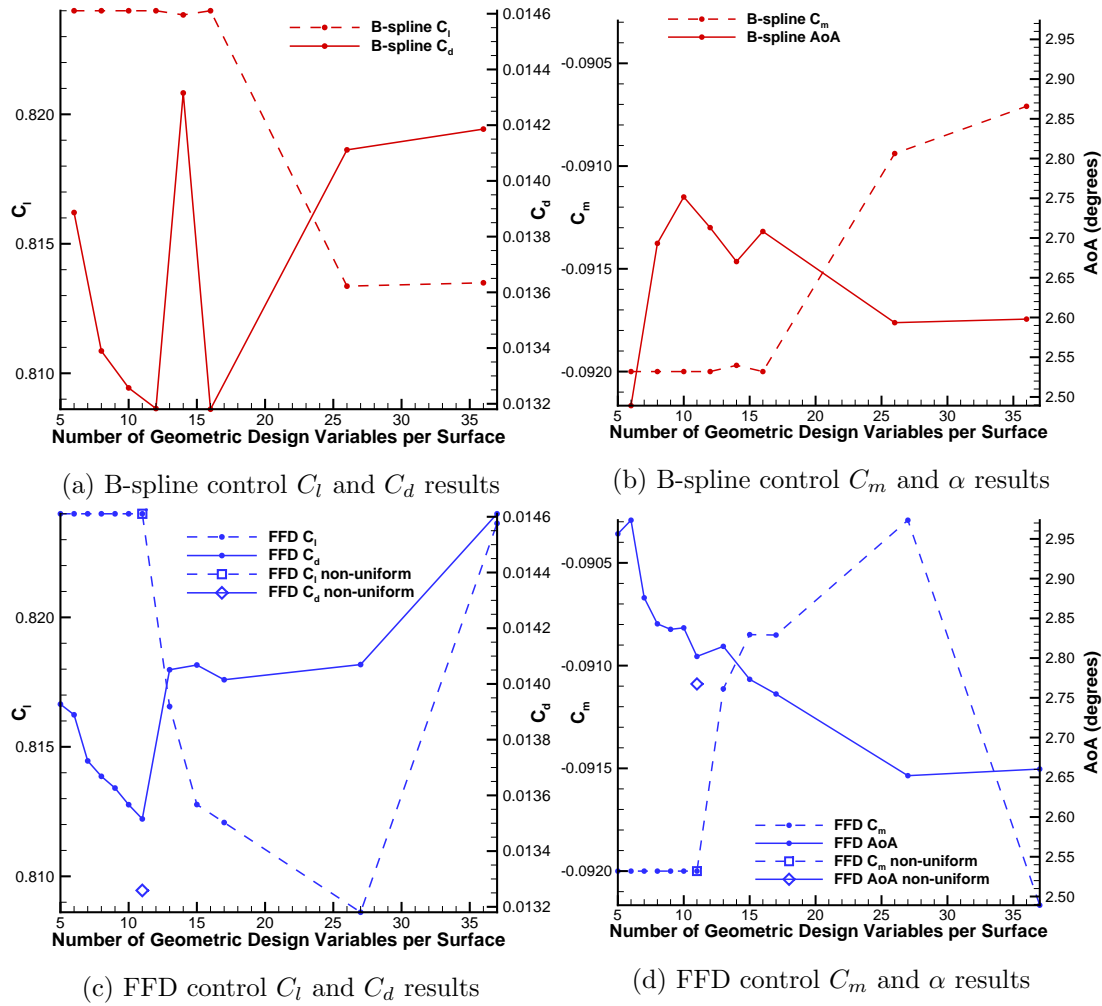 B-spline C_l
B-spline C_d
C_l
0.820
0.815
0.810
C_d
0.0146
0.0144
0.0142
0.0140
0.0138
0.0136
0.0134
0.0132
5 10 15 20 25 30 35
Number of Geometric Design Variables per Surface
(a) B-spline control C_l and C_d results
B-spline C_m
B-spline AoA
C_m
-0.0905
-0.0910
-0.0915
-0.0920
AoA (degrees)
2.95
2.90
2.85
2.80
2.75
2.70
2.65
2.60
2.55
2.50
5 10 15 20 25 30 35
Number of Geometric Design Variables per Surface
(b) B-spline control C_m and α results
FFD C_l
FFD C_d
FFD C_l non-uniform
FFD C_d non-uniform
C_l
0.820
0.815
0.810
C_d
0.0146
0.0144
0.0142
0.0140
0.0138
0.0136
0.0134
0.0132
5 10 15 20 25 30 35
Number of Geometric Design Variables per Surface
(c) FFD control C_l and C_d results
C_m
-0.0905
-0.0910
-0.0915
-0.0920
AoA (degrees)
2.95
2.90
2.85
2.80
2.75
2.70
2.65
2.60
2.55
2.50
FFD C_m
FFD AoA
FFD C_m non-uniform
FFD AoA non-uniform
5 10 15 20 25 30 35
Number of Geometric Design Variables per Surface
(d) FFD control C_m and α results